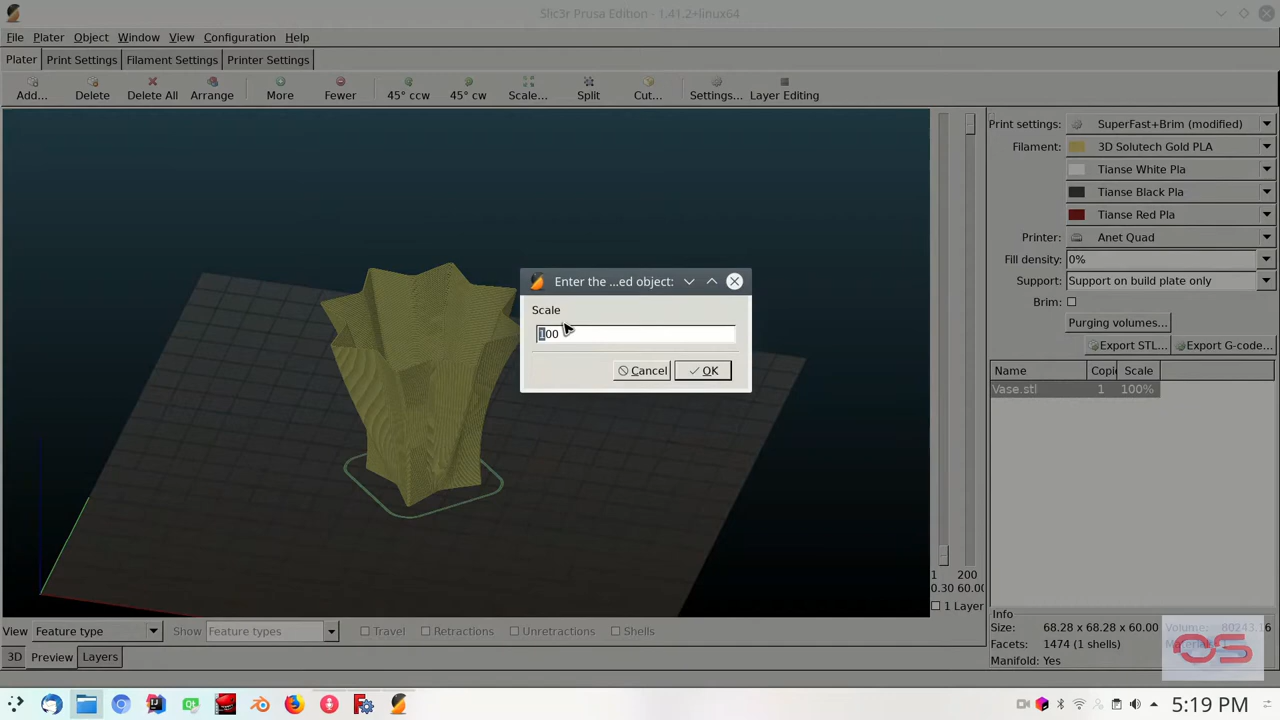 Slic3r Prusa Edition - 1.41.2+linux64
File Plater Object Window View Configuration Help
Plater Print Settings Filament Settings Printer Settings
Add... Delete Delete All Arrange More Fewer 45° ccw 45° cw Scale... Split Cut... Settings... Layer Editing
Print settings: SuperFast+Brim (modified)
Filament: 3D Solutech Gold PLA
Tianse White Pla
Tianse Black Pla
Tianse Red Pla
Printer: Anet Quad
Fill density: 0%
Support: Support on build plate only
Brim:
Purging volumes...
Export STL... Export G-code...
Name Copi Scale
Vase.stl 1 100%
Enter the ...ed object:
Scale
100
Cancel OK
1 200
0.30 60.00
1 Layer
Info
Size: 68.28 x 68.28 x 60.00 Volume: 80243.16
Facets: 1474 (1 shells)
Manifold: Yes
OS
View Feature type Show Feature types Travel Retractions Unretractions Shells
3D Preview Layers
5:19 PM